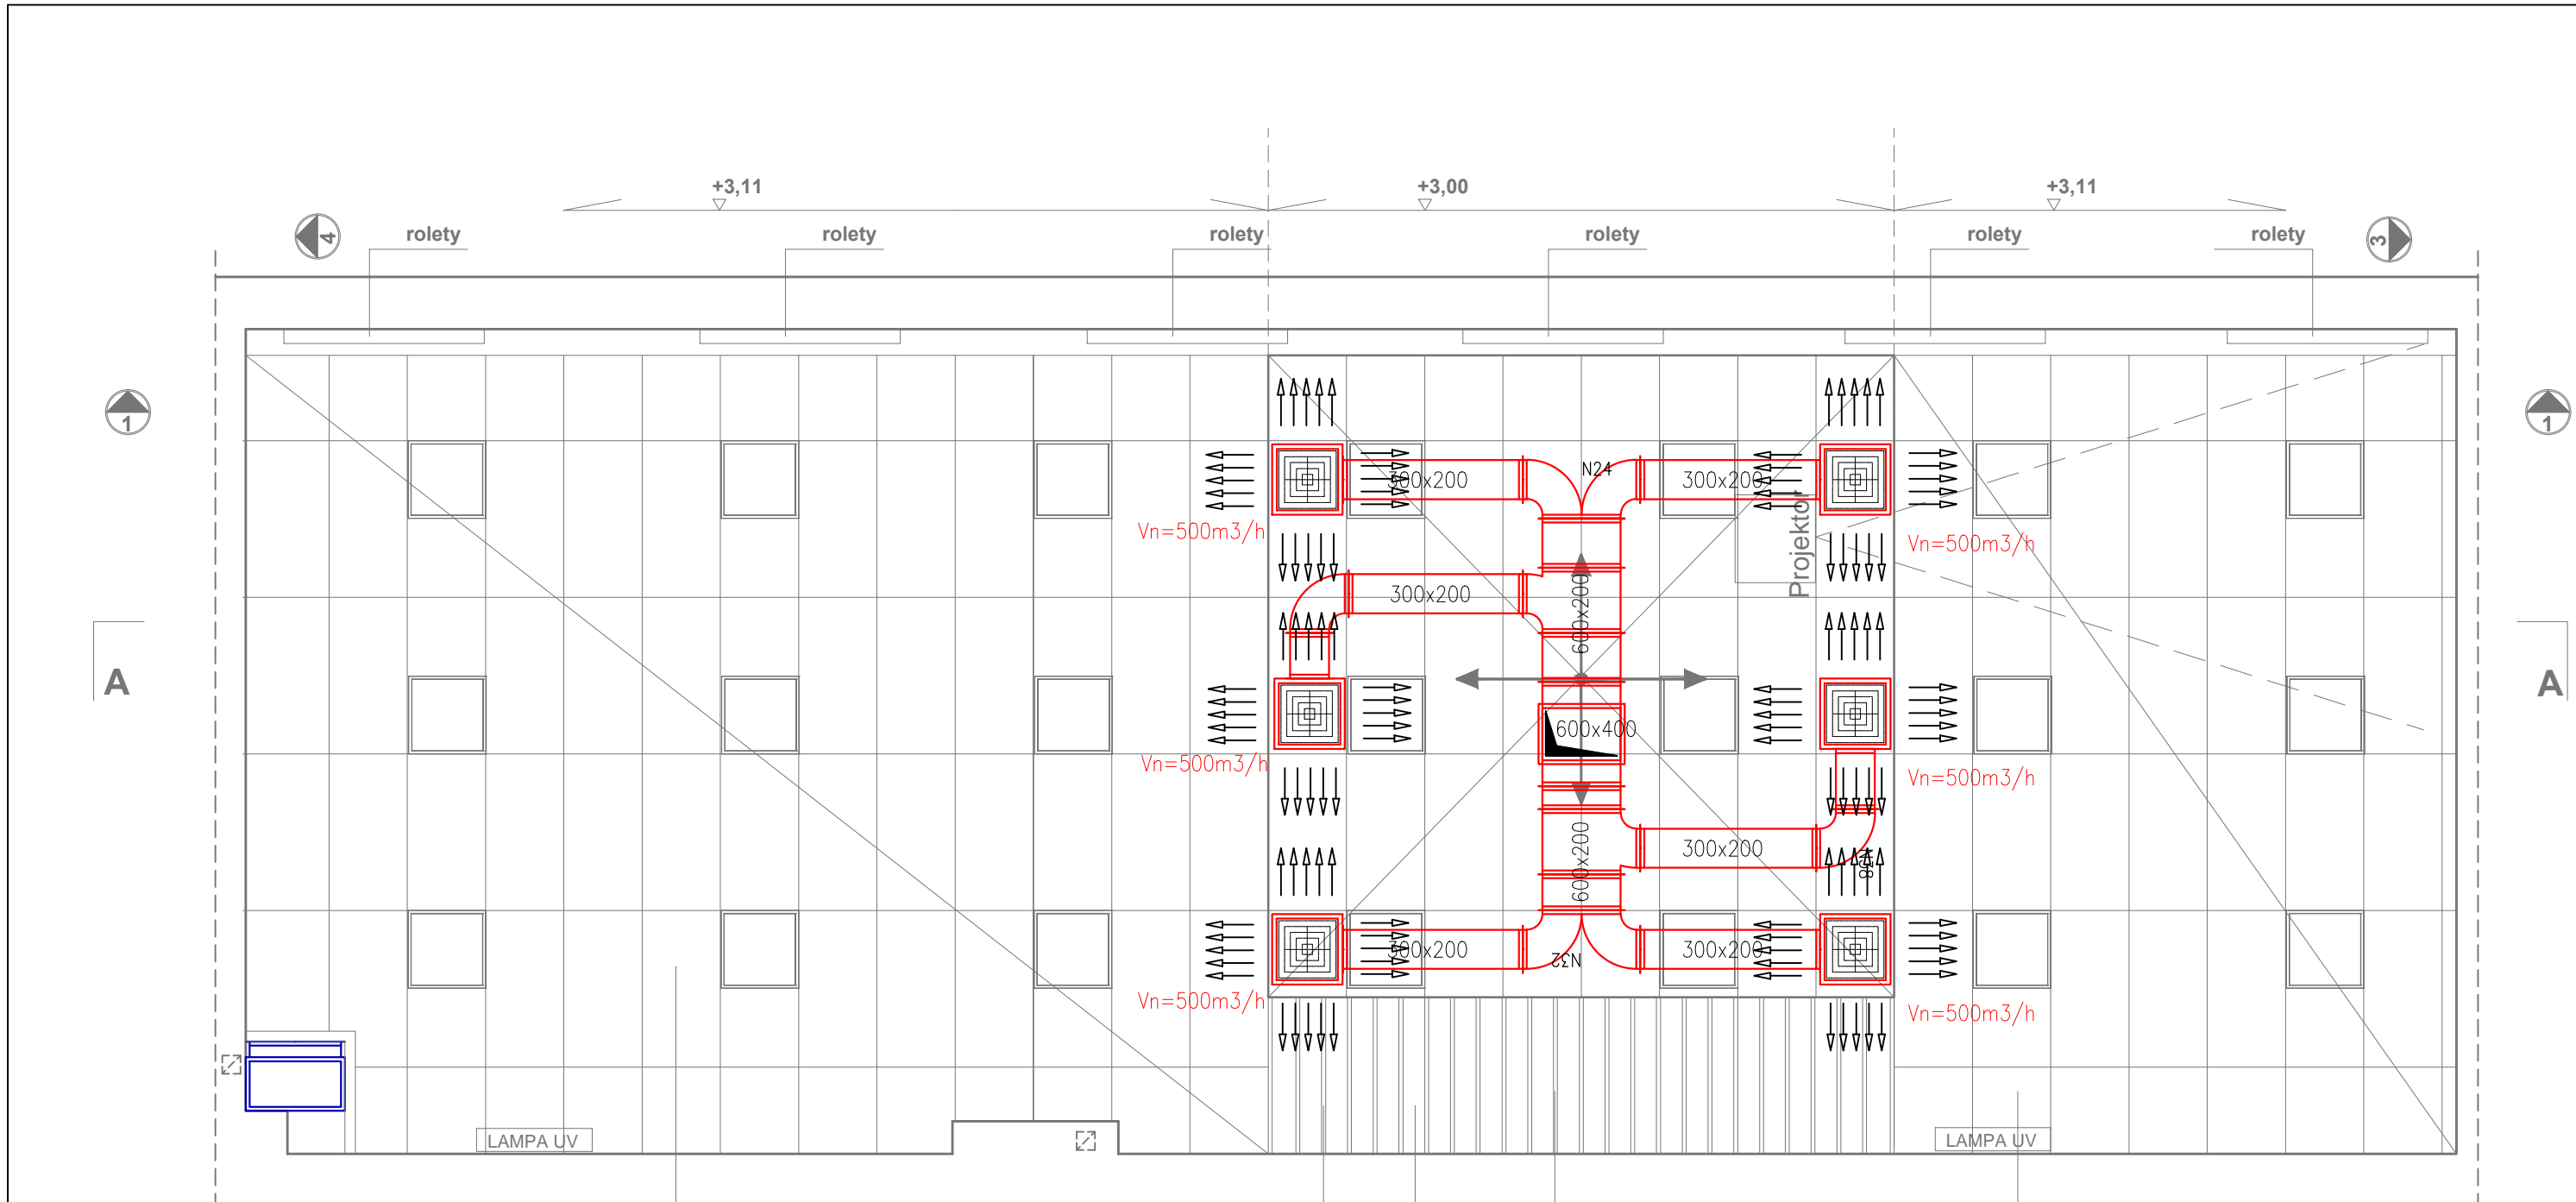 +3,11
+3,00
+3,11
rolety
rolety
rolety
rolety
rolety
rolety
4
3
1
1
300x200
N24
300x200
Vn=500m3/h
Projektor
Vn=500m3/h
300x200
600x200
A
A
600x400
Vn=500m3/h
Vn=500m3/h
600x200
300x200
N28
300x200
N32
300x200
Vn=500m3/h
Vn=500m3/h
LAMPA UV
LAMPA UV